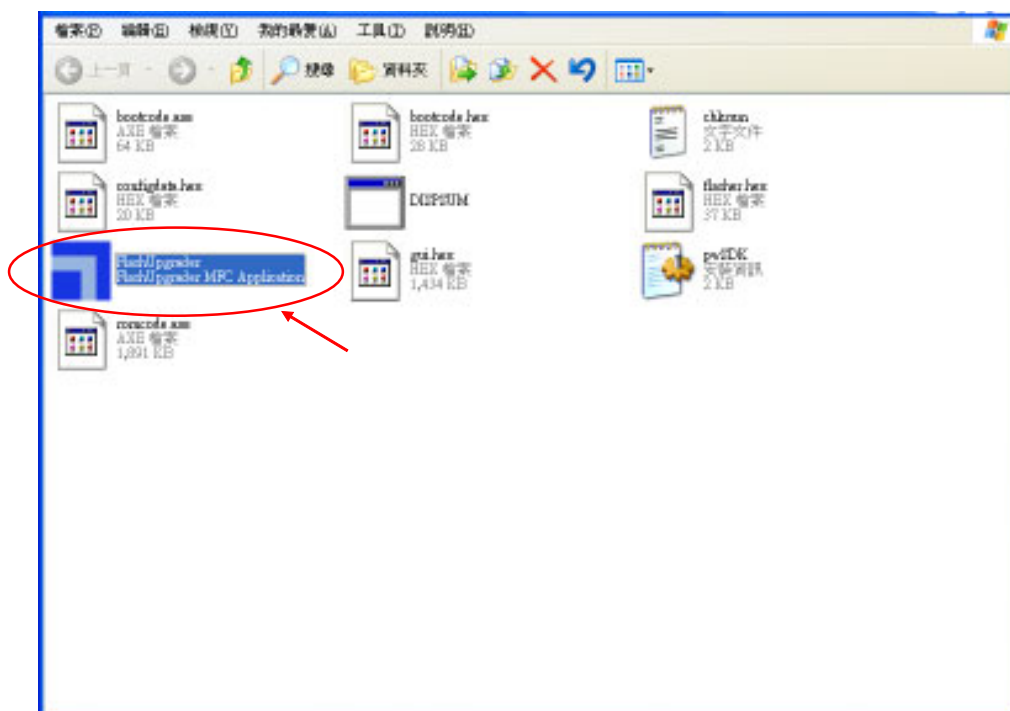 檔案(F) 編輯(E) 檢視(V) 我的最愛(A) 工具(T) 說明(H)
上一頁 搜尋 資料夾
bootcode.axe
AXE 檔案
64 KB
bootcode.hex
HEX 檔案
28 KB
chksum
文字文件
2 KB
configdata.hex
HEX 檔案
20 KB
DISPSUM
flasher.hex
HEX 檔案
37 KB
FlashUpgrader
FlashUpgrader MFC Application
gui.hex
HEX 檔案
1,434 KB
pwSDK
安裝資訊
2 KB
romcode.axe
AXE 檔案
1,891 KB